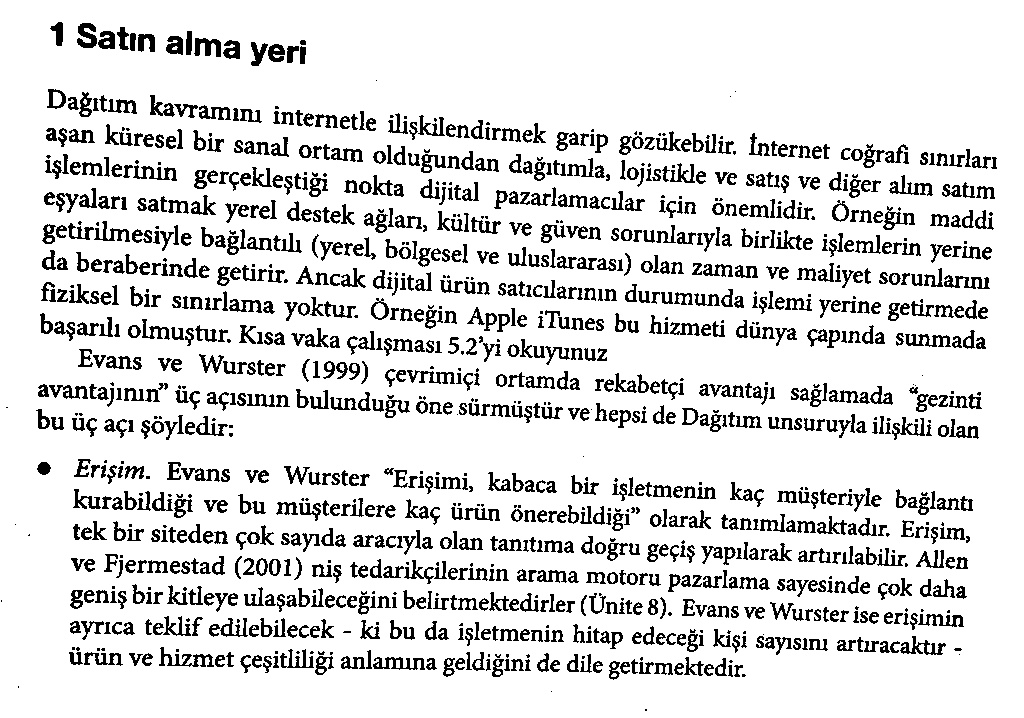 1 Satın alma yeri
Dağıtım kavramını internetle ilişkilendirmek garip gözükebilir. İnternet coğrafi sınırları
aşan küresel bir sanal ortam olduğundan dağıtımla, lojistikle ve satış ve diğer alım satım
işlemlerinin gerçekleştiği nokta dijital pazarlamacılar için önemlidir. Örneğin maddi
eşyaları satmak yerel destek ağları, kültür ve güven sorunlarıyla birlikte işlemlerin yerine
getirilmesiyle bağlantılı (yerel, bölgesel ve uluslararası) olan zaman ve maliyet sorunlarını
da beraberinde getirir. Ancak dijital ürün satıcılarının durumunda işlemi yerine getirmede
fiziksel bir sınırlama yoktur. Örneğin Apple iTunes bu hizmeti dünya çapında sunmada
başarılı olmuştur. Kısa vaka çalışması 5.2'yi okuyunuz
Evans ve Wurster (1999) çevrimiçi ortamda rekabetçi avantajı sağlamada "gezinti
avantajının" üç açısının bulunduğu öne sürmüştür ve hepsi de Dağıtım unsuruyla ilişkili olan
bu üç açı şöyledir:
● Erişim. Evans ve Wurster "Erişimi, kabaca bir işletmenin kaç müşteriyle bağlantı
kurabildiği ve bu müşterilere kaç ürün önerebildiği" olarak tanımlamaktadır. Erişim,
tek bir siteden çok sayıda aracıyla olan tanıtıma doğru geçiş yapılarak artırılabilir. Allen
ve Fjermestad (2001) niş tedarikçilerinin arama motoru pazarlama sayesinde çok daha
geniş bir kitleye ulaşabileceğini belirtmektedirler (Ünite 8). Evans ve Wurster ise erişimin
ayrıca teklif edilebilecek - ki bu da işletmenin hitap edeceği kişi sayısını artıracaktır -
ürün ve hizmet çeşitliliği anlamına geldiğini de dile getirmektedir.